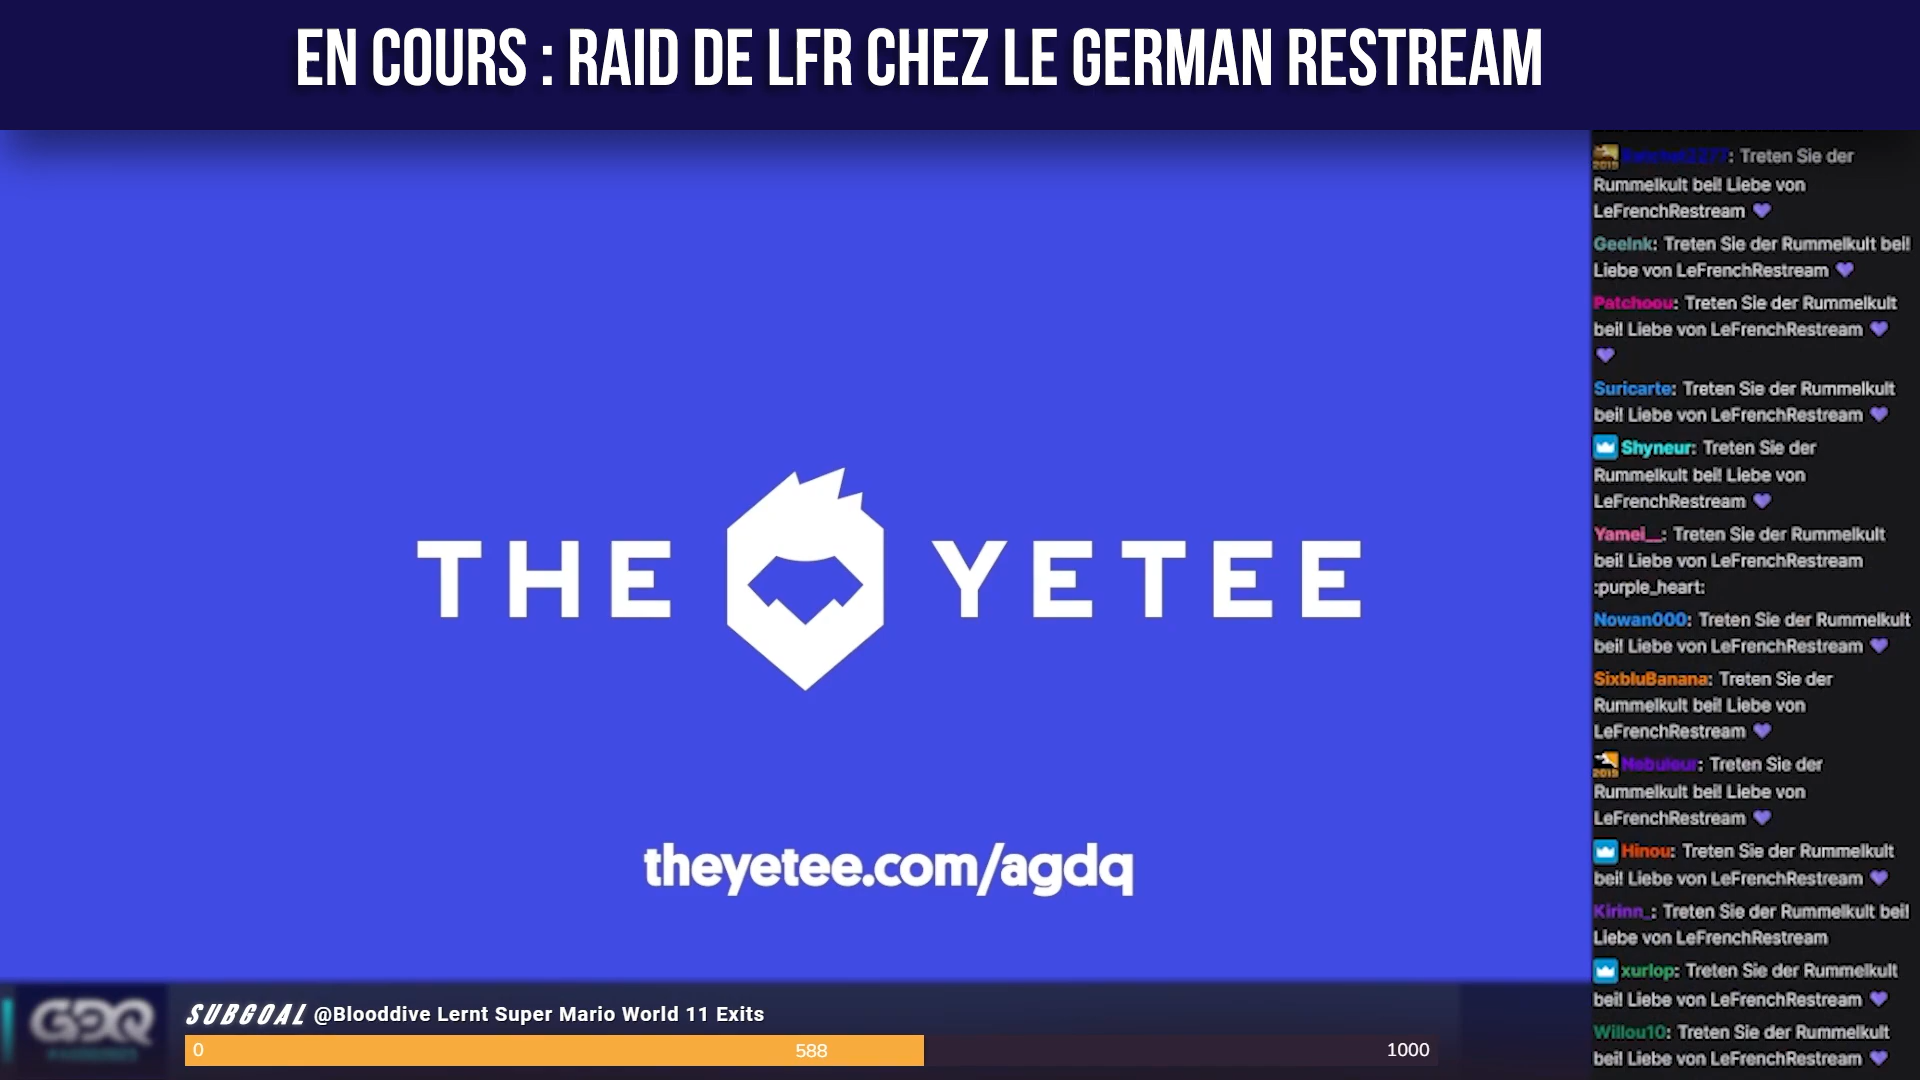 EN COURS : RAID DE LFR CHEZ LE GERMAN RESTREAM
THE YETEE
theyetee.com/agdq
GDQ
SUBGOAL @Blooddive Lernt Super Mario World 11 Exits
0 588 1000
2019 : Treten Sie der
Rummelkult bei! Liebe von
LeFrenchRestream 💜
GeeInk: Treten Sie der Rummelkult bei!
Liebe von LeFrenchRestream 💜
Patchoou: Treten Sie der Rummelkult
bei! Liebe von LeFrenchRestream 💜
💜
Suricarte: Treten Sie der Rummelkult
bei! Liebe von LeFrenchRestream 💜
Shyneur: Treten Sie der
Rummelkult bei! Liebe von
LeFrenchRestream 💜
Yamei__: Treten Sie der Rummelkult
bei! Liebe von LeFrenchRestream
:purple_heart:
Nowan000: Treten Sie der Rummelkult
bei! Liebe von LeFrenchRestream 💜
SixbluBanana: Treten Sie der
Rummelkult bei! Liebe von
LeFrenchRestream 💜
2019 Nebuleur: Treten Sie der
Rummelkult bei! Liebe von
LeFrenchRestream 💜
Hinou: Treten Sie der Rummelkult
bei! Liebe von LeFrenchRestream 💜
Kirinn_: Treten Sie der Rummelkult bei!
Liebe von LeFrenchRestream
xurlop: Treten Sie der Rummelkult
bei! Liebe von LeFrenchRestream 💜
Willou10: Treten Sie der Rummelkult
bei! Liebe von LeFrenchRestream 💜